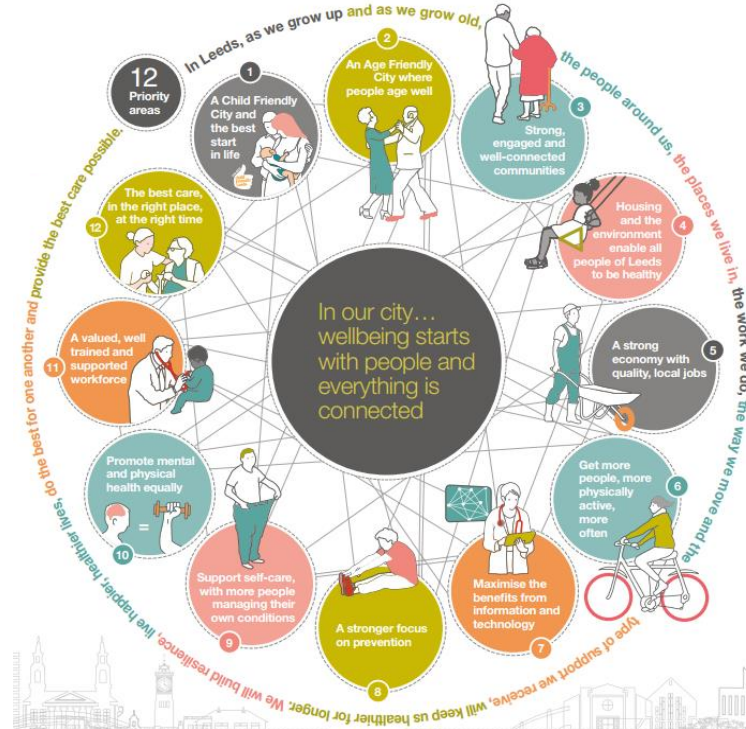 12
Priority
areas
In Leeds, as we grow up and as we grow old,
the people around us, the places we live in, the work we do, the way we move and the
type of support we receive, will keep us healthier for longer.
We will build resilience, live happier, healthier lives, do the best for one another and provide the best care possible.
1
A Child Friendly
City and
the best
start
in life
2
An Age Friendly
City where
people age well
3
Strong,
engaged and
well-connected
communities
4
Housing
and the
environment
enable all
people of Leeds
to be healthy
5
A strong
economy with
quality, local jobs
6
Get more
people, more
physically
active,
more
often
7
Maximise the
benefits from
information and
technology
8
A stronger focus
on prevention
9
Support self-care,
with more people
managing their
own conditions
10
Promote mental
and physical
health equally
=
11
A valued, well
trained and
supported
workforce
12
The best care,
in the right place,
at the right time
In our city…
wellbeing starts
with people and
everything is
connected